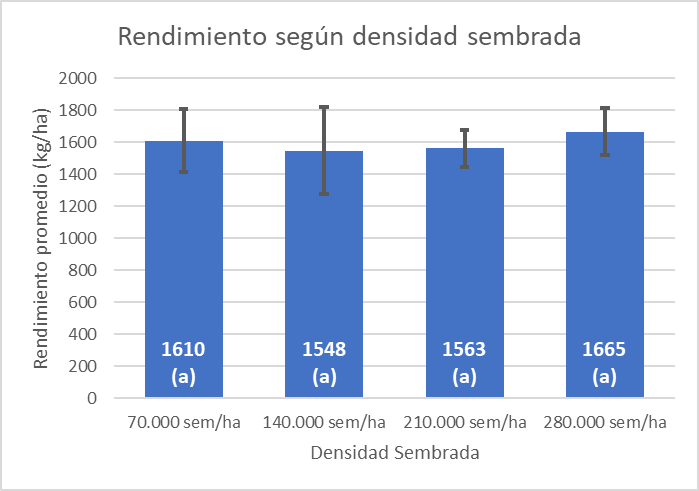 Rendimiento según densidad sembrada
Rendimiento promedio (kg/ha)
2000
1800
1600
1400
1200
1000
800
600
400
200
0
1610
(a)
1548
(a)
1563
(a)
1665
(a)
70.000 sem/ha
140.000 sem/ha
210.000 sem/ha
280.000 sem/ha
Densidad Sembrada